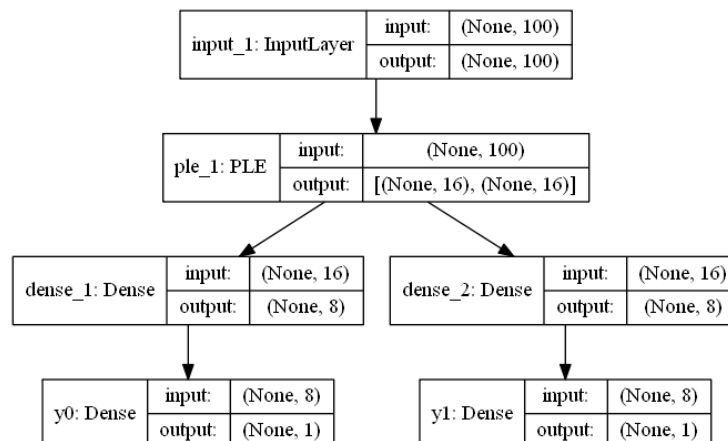 input_1: InputLayer
input: (None, 100)
output: (None, 100)
ple_1: PLE
input: (None, 100)
output: [(None, 16), (None, 16)]
dense_1: Dense
input: (None, 16)
output: (None, 8)
dense_2: Dense
input: (None, 16)
output: (None, 8)
y0: Dense
input: (None, 8)
output: (None, 1)
y1: Dense
input: (None, 8)
output: (None, 1)